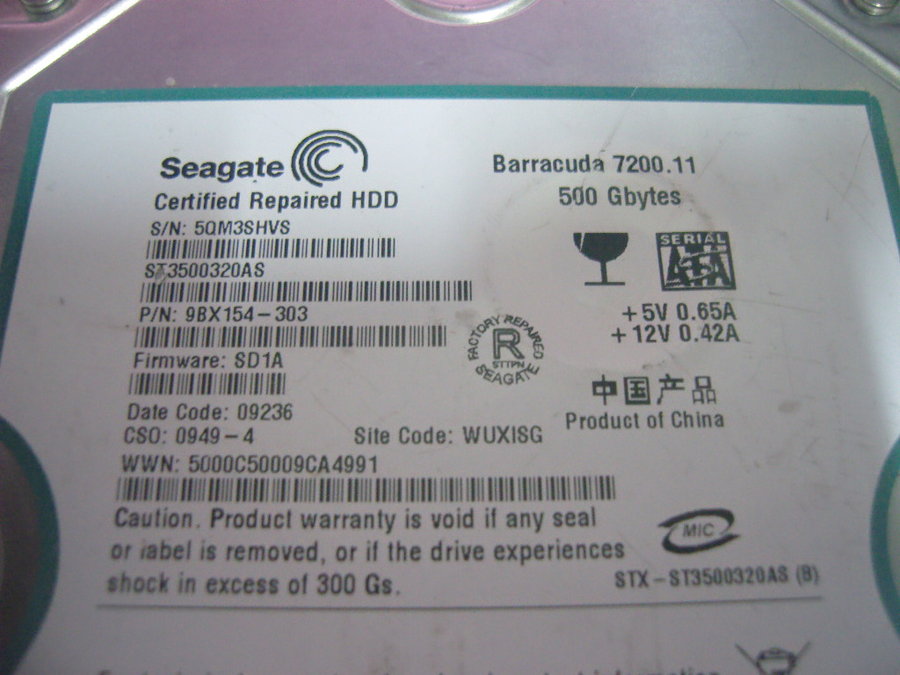 Seagate
Certified Repaired HDD
S/N: 5QM3SHVS
ST3500320AS
P/N: 9BX154-303
Firmware: SD1A
Date Code: 09236
CSO: 0949-4
Site Code: WUXISG
WWN: 5000C50009CA4991
Caution. Product warranty is void if any seal
or label is removed, or if the drive experiences
shock in excess of 300 Gs.
Barracuda 7200.11
500 Gbytes
SERIAL
ATA
+5V 0.65A
+12V 0.42A
FACTORY REPAIRED
R
STTPN
SEAGATE
中国产品
Product of China
MIC
STX-ST3500320AS (B)